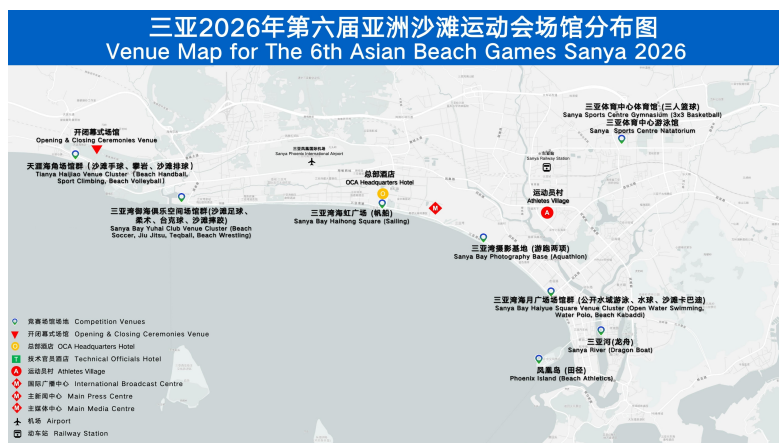 三亚2026年第六届亚洲沙滩运动会场馆分布图
Venue Map for The 6th Asian Beach Games Sanya 2026
开闭幕式场馆
Opening & Closing Ceremonies Venue
天涯海角场馆群（沙滩手球、攀岩、沙滩排球）
Tianya Haijiao Venue Cluster (Beach Handball,
Sport Climbing, Beach Volleyball)
三亚湾御海俱乐空间场馆群(沙滩足球、
柔术、台克球、沙滩摔跤)
Sanya Bay Yuhai Club Venue Cluster (Beach
Soccer, Jiu Jitsu, Teqball, Beach Wrestling)
三亚凤凰国际机场
Sanya Phoenix International Airport
总部酒店
OCA Headquarters Hotel
三亚湾海虹广场 (帆船)
Sanya Bay Haihong Square (Sailing)
三亚体育中心体育馆 (三人篮球)
Sanya Sports Centre Gymnasium (3x3 Basketball)
三亚体育中心游泳馆
Sanya Sports Centre Natatorium
Sanya Railway Station
运动员村
Athletes Village
三亚湾摄影基地 (游跑两项)
Sanya Bay Photography Base (Aquathlon)
三亚湾海月广场场馆群 (公开水域游泳、水球、沙滩卡巴迪)
Sanya Bay Haiyue Square Venue Cluster (Open Water Swimming,
Water Polo, Beach Kabaddi)
三亚河(龙舟)
Sanya River (Dragon Boat)
凤凰岛 (田径)
Phoenix Island (Beach Athletics)
竞赛场馆场地 Competition Venues
开闭幕式场馆 Opening & Closing Ceremonies Venue
总部酒店 OCA Headquarters Hotel
T 技术官员酒店 Technical Officials Hotel
A 运动员村 Athletes Village
M 国际广播中心 International Broadcast Centre
M 主新闻中心 Main Press Centre
M 主媒体中心 Main Media Centre
机场 Airport
动车站 Railway Station